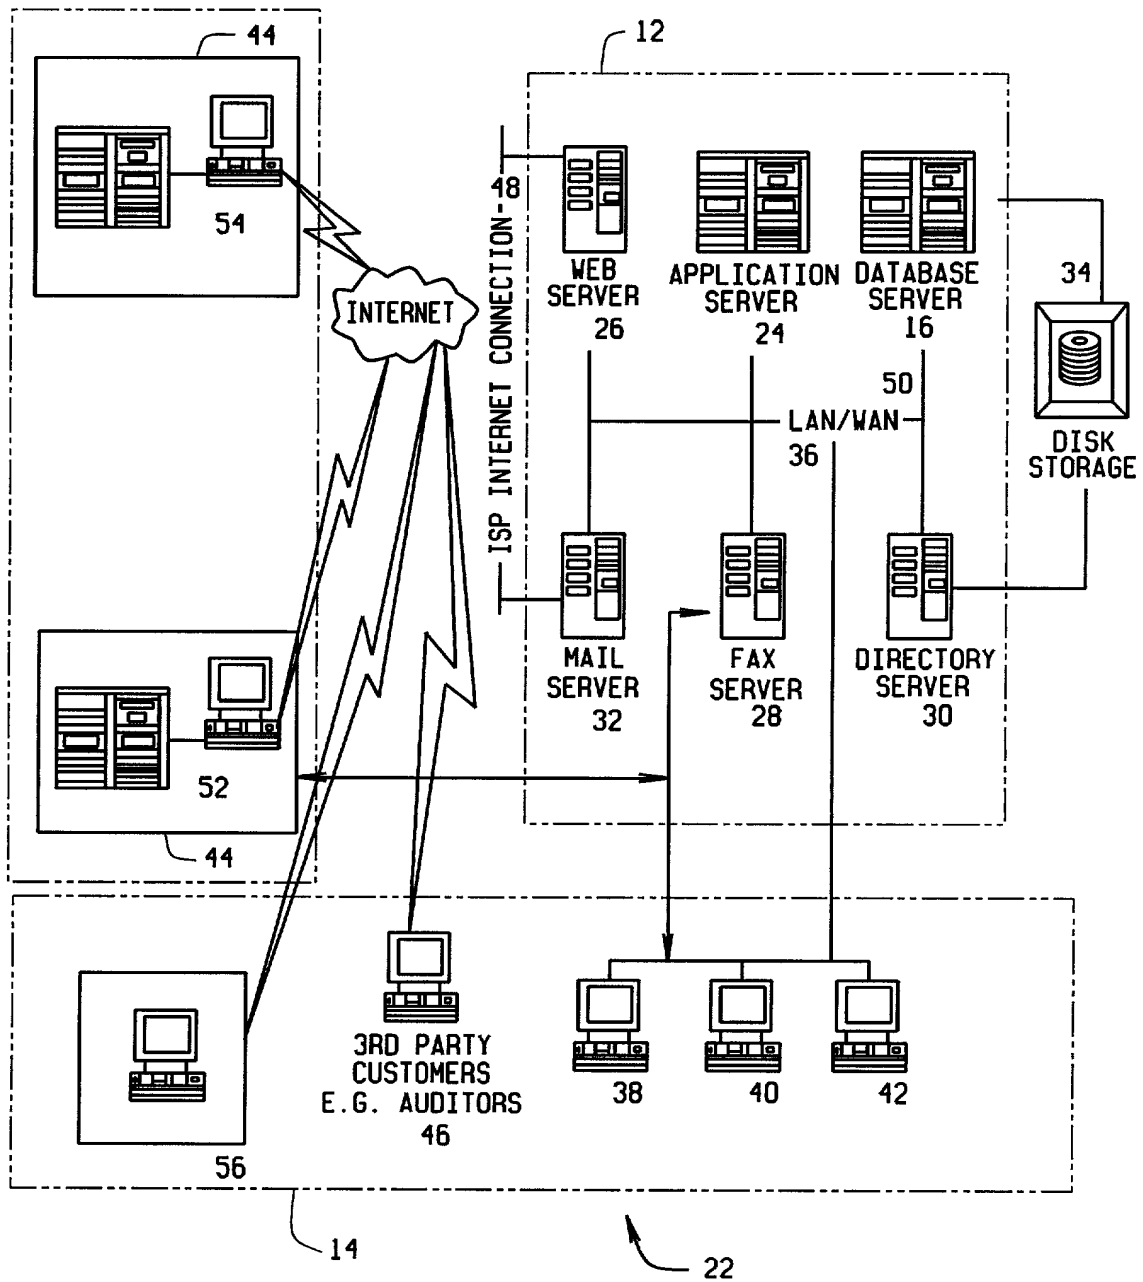 44
12
54
INTERNET
ISP INTERNET CONNECTION-48
WEB
SERVER
26
APPLICATION
SERVER
24
DATABASE
SERVER
16
34
50
LAN/WAN
36
DISK
STORAGE
MAIL
SERVER
32
FAX
SERVER
28
DIRECTORY
SERVER
30
52
44
3RD PARTY
CUSTOMERS
E.G. AUDITORS
46
38
40
42
56
14
22